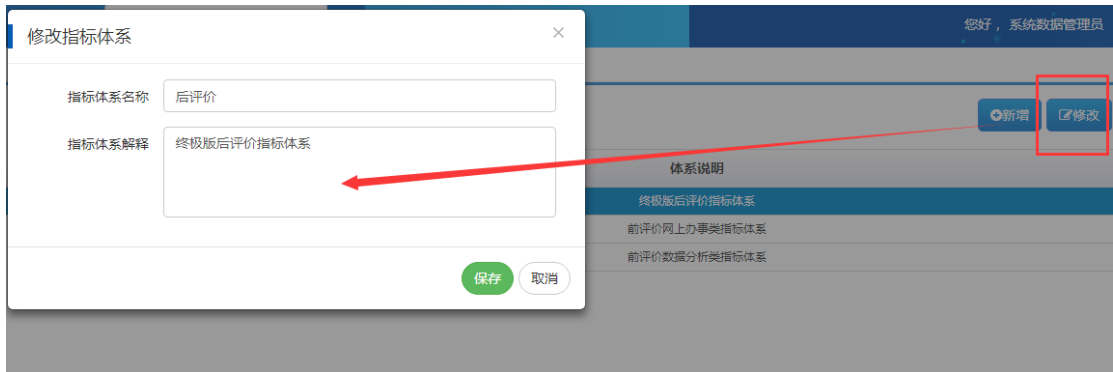 您好，系统数据管理员
修改指标体系
指标体系名称 后评价
指标体系解释 终极版后评价指标体系
保存 取消
新增 修改
体系说明
终极版后评价指标体系
前评价网上办事类指标体系
前评价数据分析类指标体系